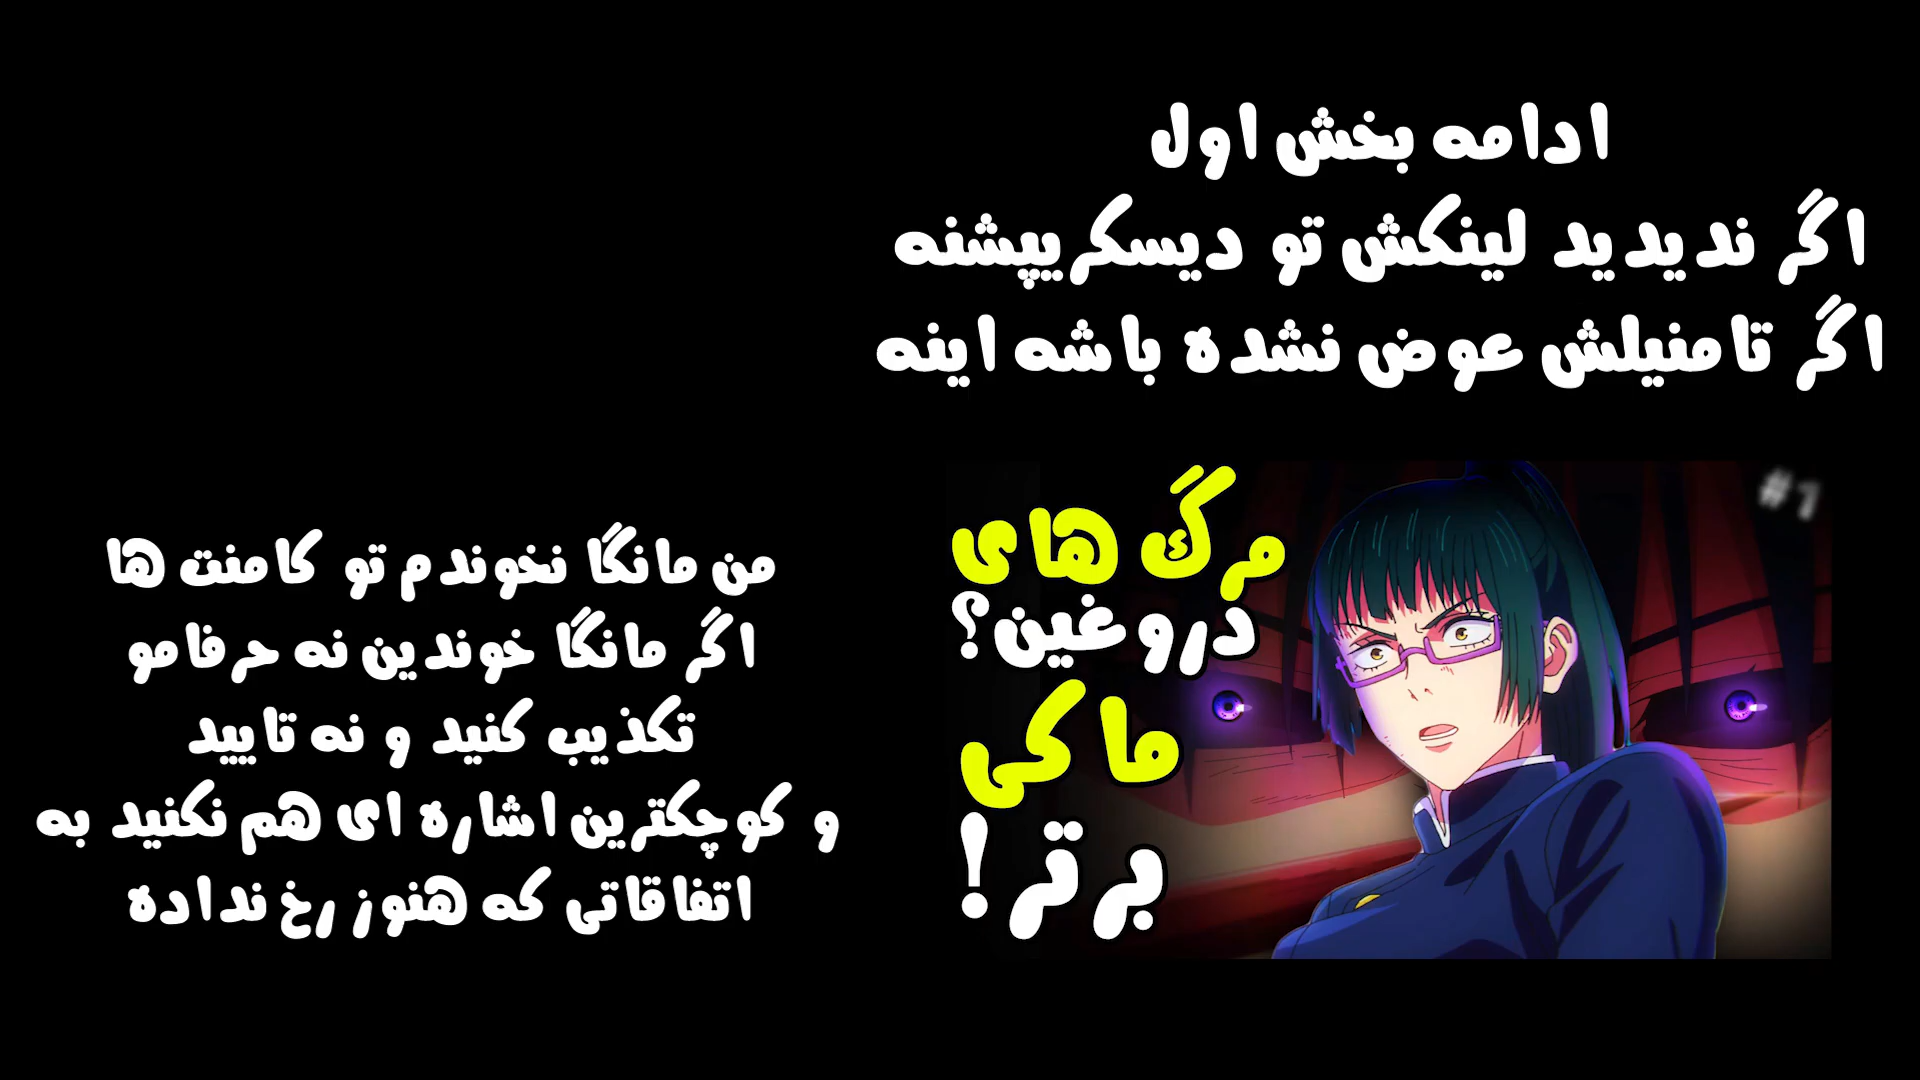 ادامه بخش اول
اگر ندیدید لینکش تو دیسکریپشنه
اگر تامنیلش عوض نشده باشه اینه
#1
مرگ های
دروغین؟
ماکی
برتر!
من مانگا نخوندم تو کامنت ها
اگر مانگا خوندین نه حرفامو
تکذیب کنید و نه تایید
و کوچکترین اشاره ای هم نکنید به
اتفاقاتی که هنوز رخ نداده